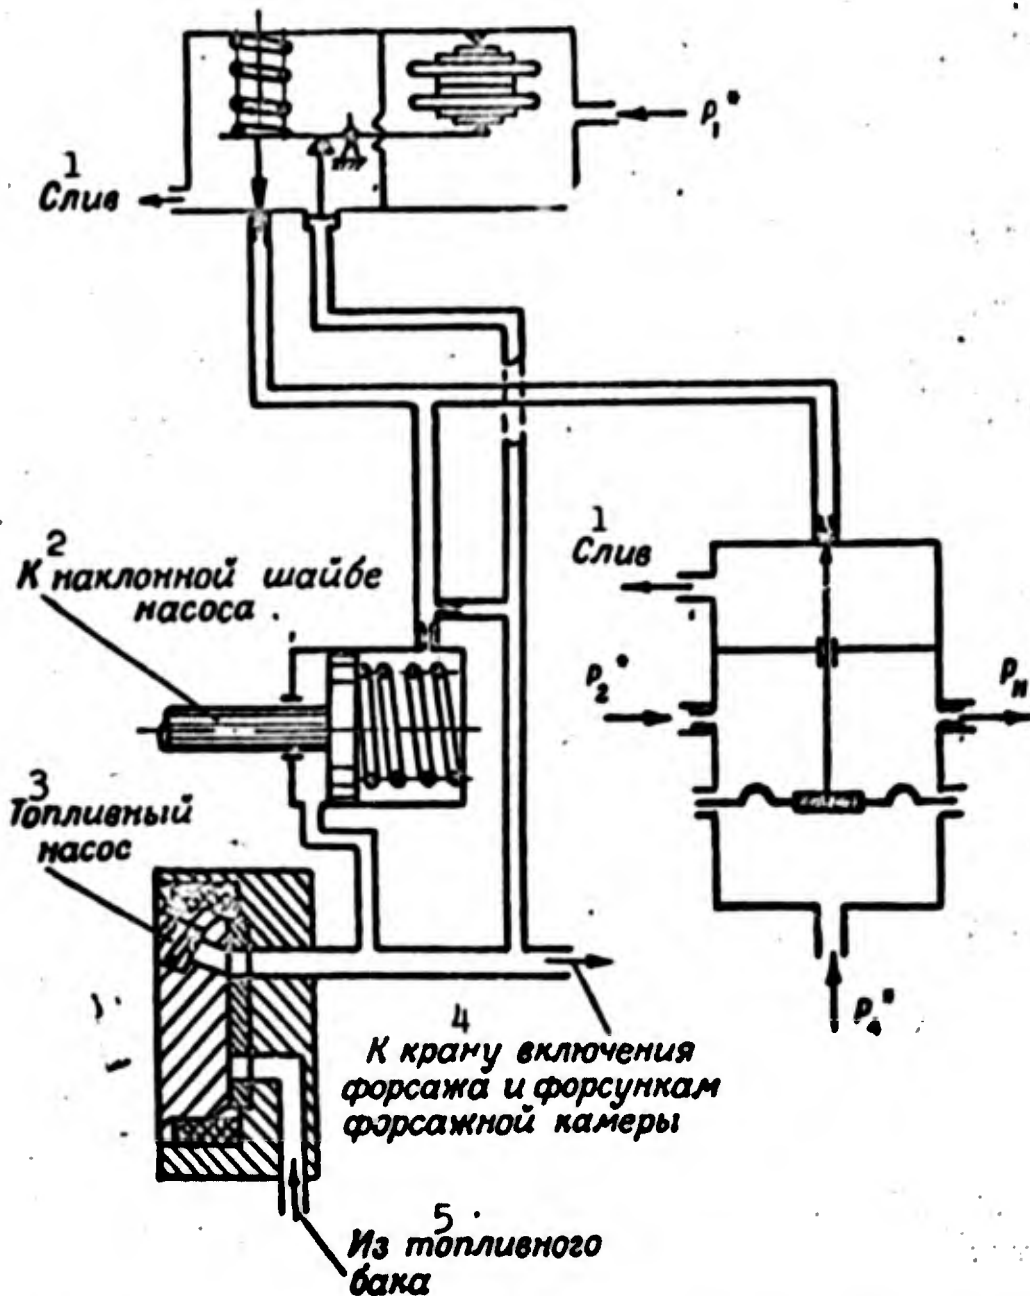 p₁*
1
Слив
2
К наклонной шайбе
насоса.
1
Слив
p₂*
pн
3
Топливный
насос
p₄*
4
К крану включения
форсажа и форсункам
форсажной камеры
5
Из топливного
бака